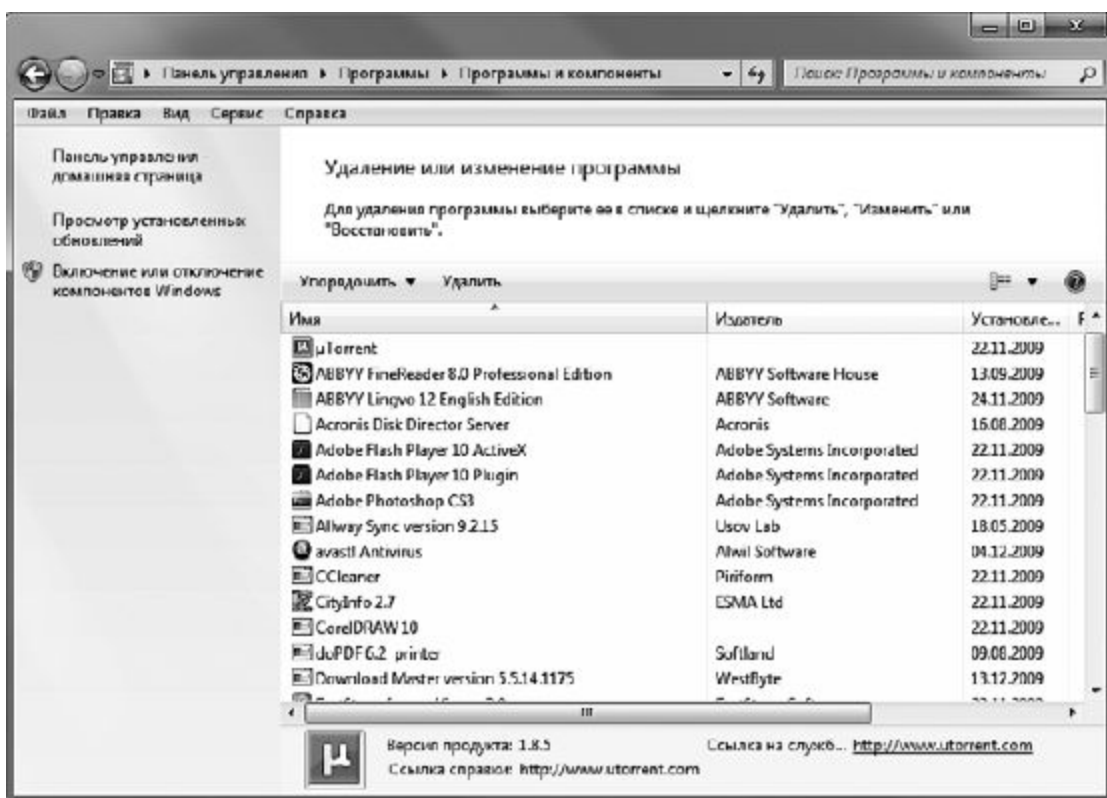 Панель управления ▸ Программы ▸ Программы и компоненты
Поиск: Программы и компоненты
Файл Правка Вид Сервис Справка
Панель управления
домашняя страница
Просмотр установленных
обновлений
Включение или отключение
компонентов Windows
Удаление или изменение программы
Для удаления программы выберите ее в списке и щелкните "Удалить", "Изменить" или
"Восстановить".
Упорядочить ▼ Удалить
Имя Издатель Установле...
µTorrent 22.11.2009
ABBYY FineReader 8.0 Professional Edition ABBYY Software House 13.09.2009
ABBYY Lingvo 12 English Edition ABBYY Software 24.11.2009
Acronis Disk Director Server Acronis 16.08.2009
Adobe Flash Player 10 ActiveX Adobe Systems Incorporated 22.11.2009
Adobe Flash Player 10 Plugin Adobe Systems Incorporated 22.11.2009
Adobe Photoshop CS3 Adobe Systems Incorporated 22.11.2009
Allway Sync version 9.2.15 Usov Lab 18.05.2009
avast! Antivirus Alwil Software 04.12.2009
CCleaner Piriform 22.11.2009
CityInfo 2.7 ESMA Ltd 22.11.2009
CorelDRAW 10 22.11.2009
doPDF 6.2 printer Softland 09.08.2009
Download Master version 5.5.14.1175 WestByte 13.12.2009
µ
Версия продукта: 1.8.5 Ссылка на служб... http://www.utorrent.com
Ссылка справки: http://www.utorrent.com